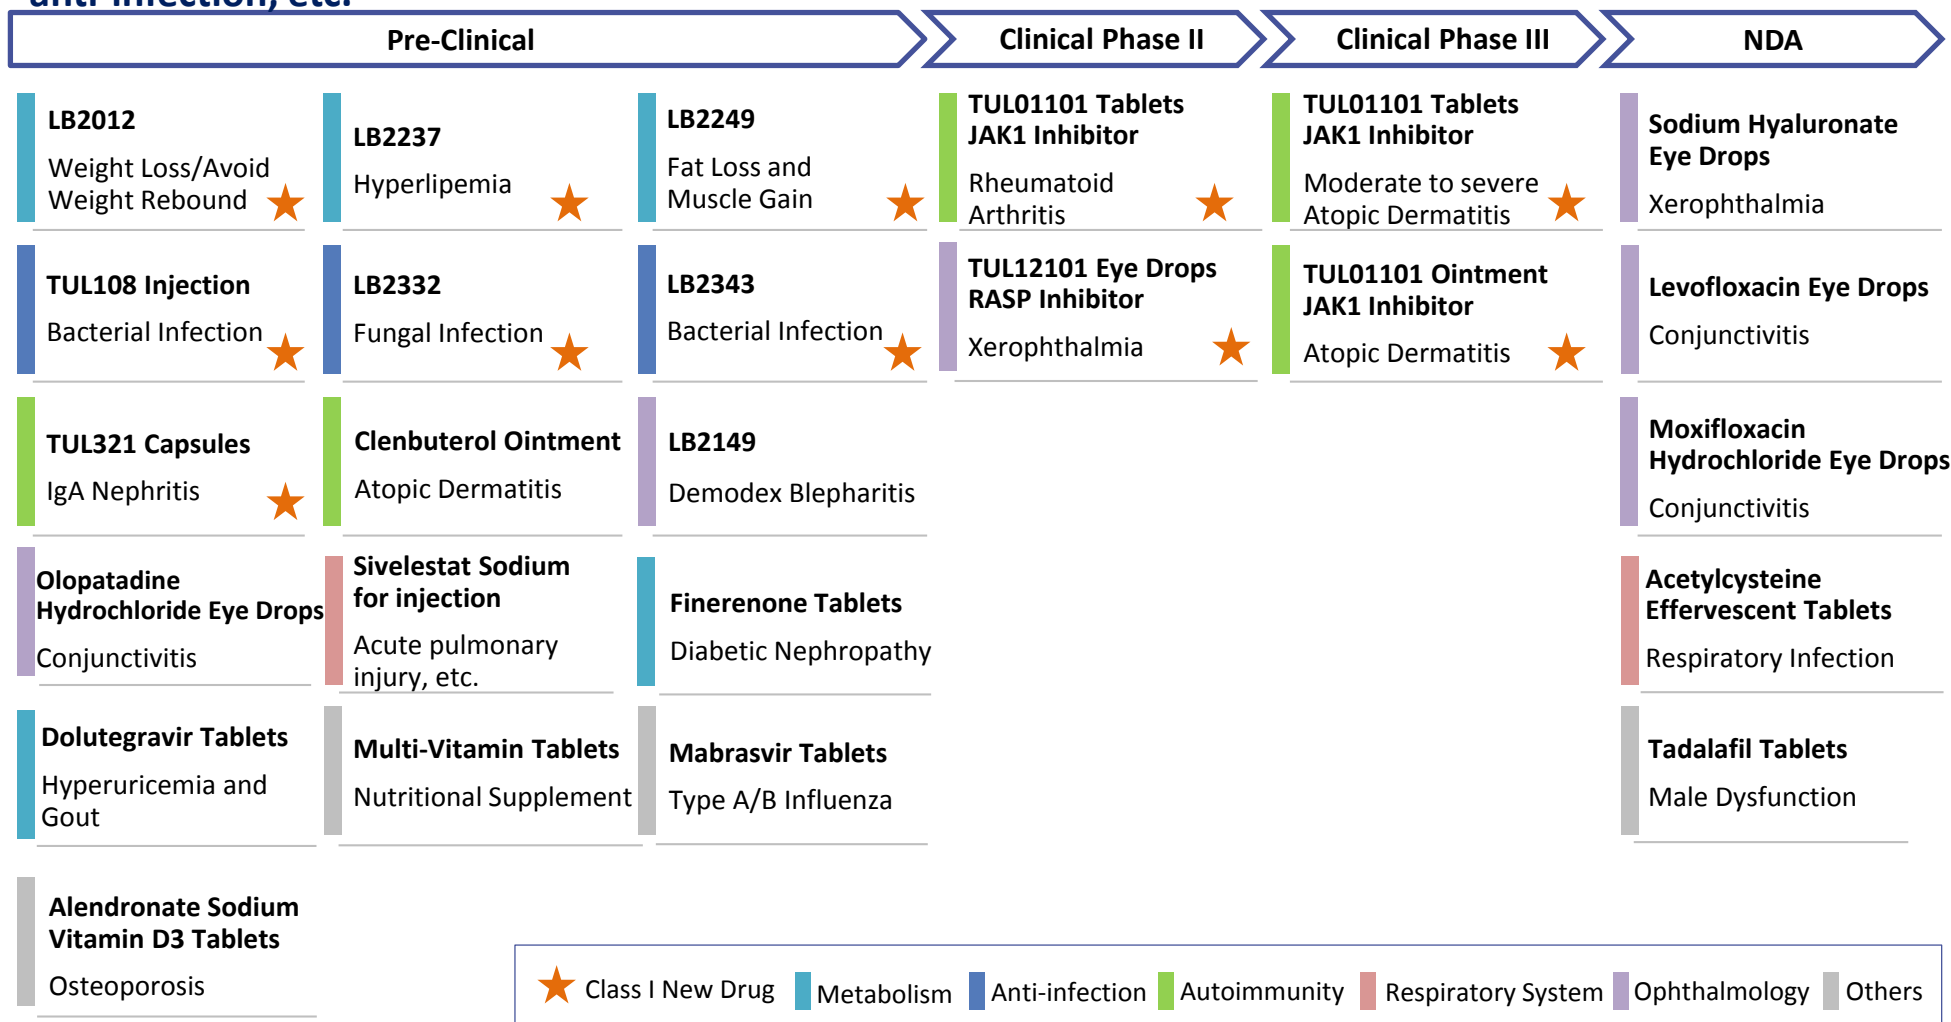 anti-infection, etc.
Pre-Clinical
Clinical Phase II
Clinical Phase III
NDA
LB2012
Weight Loss/Avoid
Weight Rebound
LB2237
Hyperlipemia
LB2249
Fat Loss and
Muscle Gain
TUL01101 Tablets
JAK1 Inhibitor
Rheumatoid
Arthritis
TUL01101 Tablets
JAK1 Inhibitor
Moderate to severe
Atopic Dermatitis
Sodium Hyaluronate
Eye Drops
Xerophthalmia
TUL108 Injection
Bacterial Infection
LB2332
Fungal Infection
LB2343
Bacterial Infection
TUL12101 Eye Drops
RASP Inhibitor
Xerophthalmia
TUL01101 Ointment
JAK1 Inhibitor
Atopic Dermatitis
Levofloxacin Eye Drops
Conjunctivitis
TUL321 Capsules
IgA Nephritis
Clenbuterol Ointment
Atopic Dermatitis
LB2149
Demodex Blepharitis
Moxifloxacin
Hydrochloride Eye Drops
Conjunctivitis
Olopatadine
Hydrochloride Eye Drops
Conjunctivitis
Sivelestat Sodium
for injection
Acute pulmonary
injury, etc.
Finerenone Tablets
Diabetic Nephropathy
Acetylcysteine
Effervescent Tablets
Respiratory Infection
Dolutegravir Tablets
Hyperuricemia and
Gout
Multi-Vitamin Tablets
Nutritional Supplement
Mabrasvir Tablets
Type A/B Influenza
Tadalafil Tablets
Male Dysfunction
Alendronate Sodium
Vitamin D3 Tablets
Osteoporosis
Class I New Drug
Metabolism
Anti-infection
Autoimmunity
Respiratory System
Ophthalmology
Others